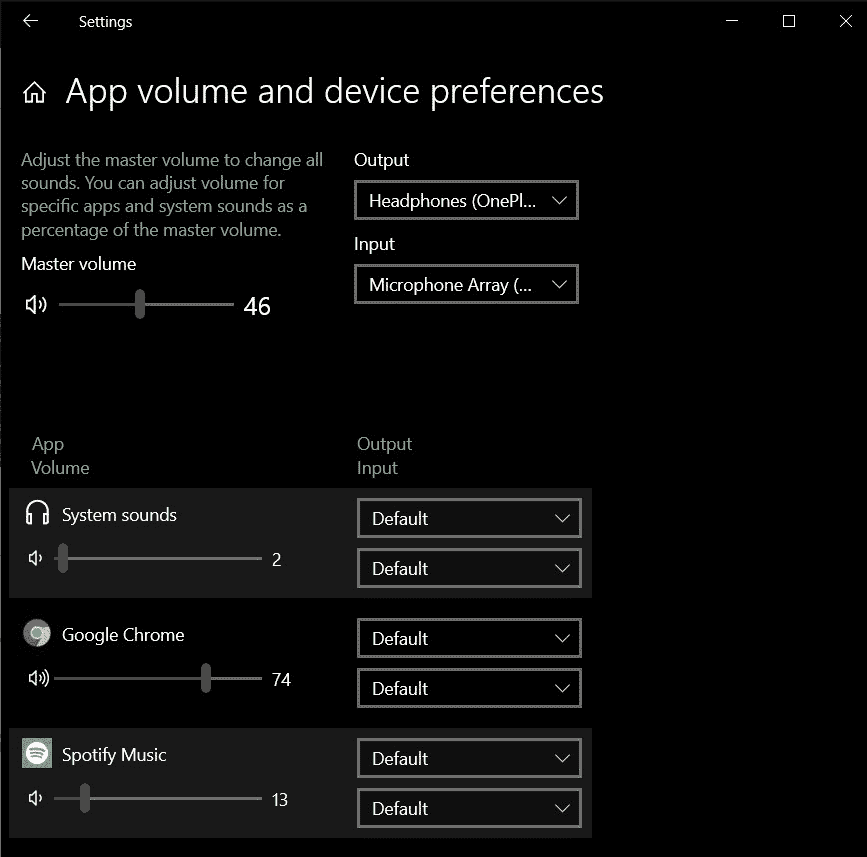 Settings
App volume and device preferences
Adjust the master volume to change all
sounds. You can adjust volume for
specific apps and system sounds as a
percentage of the master volume.
Master volume
46
Output
Headphones (OnePl...
Input
Microphone Array (...
App
Volume
Output
Input
System sounds
2
Default
Default
Google Chrome
74
Default
Default
Spotify Music
13
Default
Default